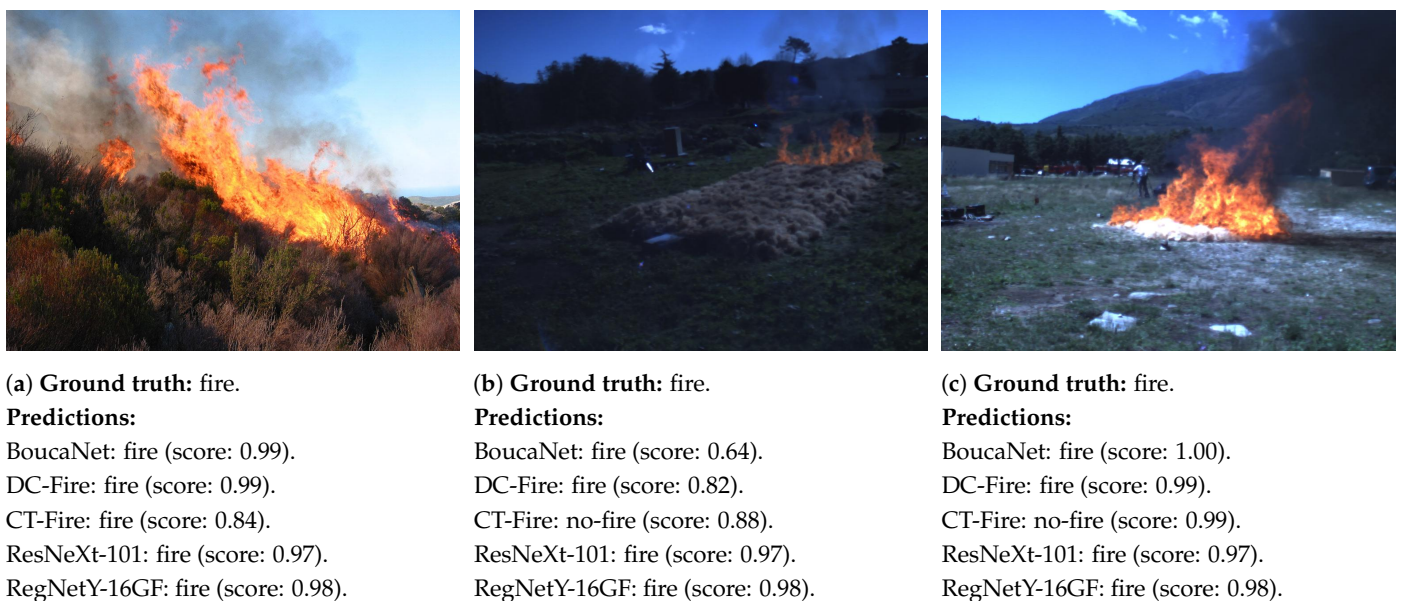 (a) Ground truth: fire.
Predictions:
BoucaNet: fire (score: 0.99).
DC-Fire: fire (score: 0.99).
CT-Fire: fire (score: 0.84).
ResNeXt-101: fire (score: 0.97).
RegNetY-16GF: fire (score: 0.98).
(b) Ground truth: fire.
Predictions:
BoucaNet: fire (score: 0.64).
DC-Fire: fire (score: 0.82).
CT-Fire: no-fire (score: 0.88).
ResNeXt-101: fire (score: 0.97).
RegNetY-16GF: fire (score: 0.98).
(c) Ground truth: fire.
Predictions:
BoucaNet: fire (score: 1.00).
DC-Fire: fire (score: 0.99).
CT-Fire: no-fire (score: 0.99).
ResNeXt-101: fire (score: 0.97).
RegNetY-16GF: fire (score: 0.98).